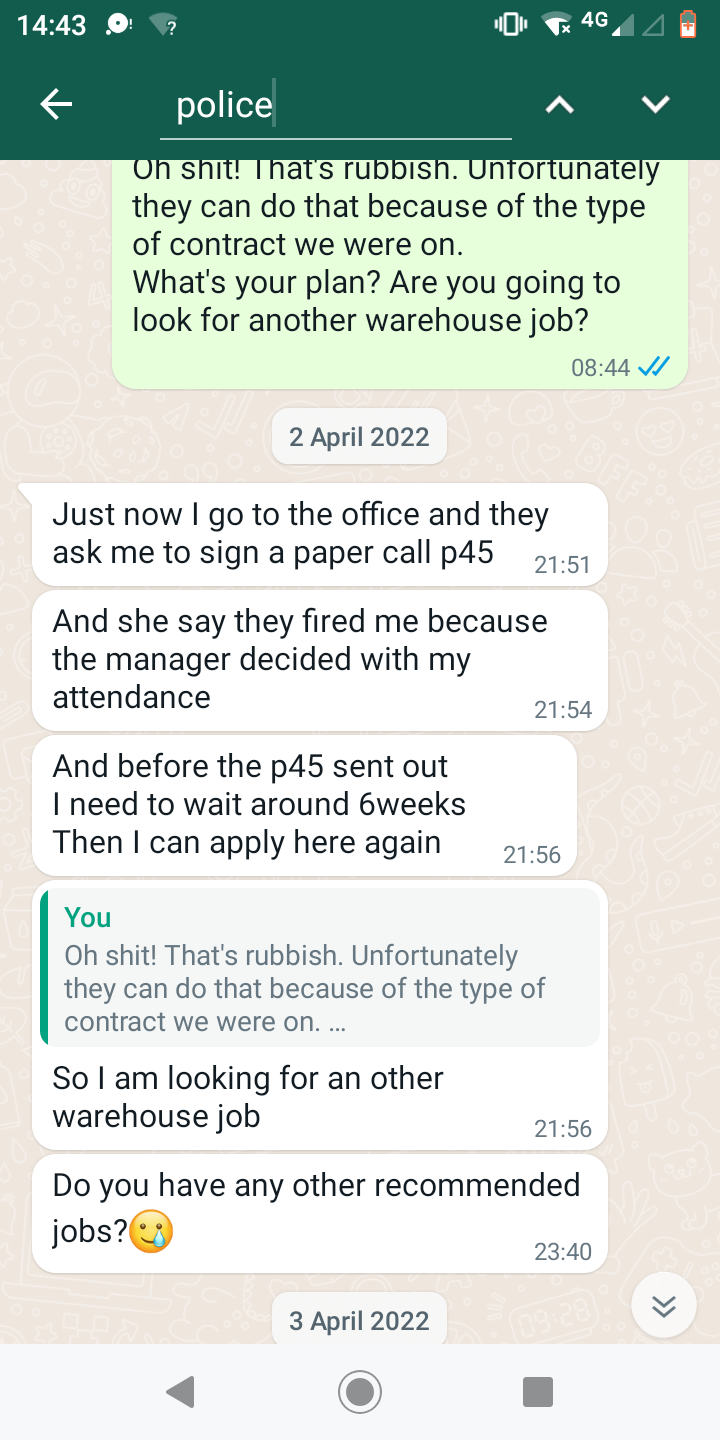 14:43
4G
police
Oh shit! That's rubbish. Unfortunately
they can do that because of the type
of contract we were on.
What's your plan? Are you going to
look for another warehouse job?
08:44
2 April 2022
Just now I go to the office and they
ask me to sign a paper call p45
21:51
And she say they fired me because
the manager decided with my
attendance
21:54
And before the p45 sent out
I need to wait around 6weeks
Then I can apply here again
21:56
You
Oh shit! That's rubbish. Unfortunately
they can do that because of the type of
contract we were on. ...
So I am looking for an other
warehouse job
21:56
Do you have any other recommended
jobs?🥲
23:40
3 April 2022